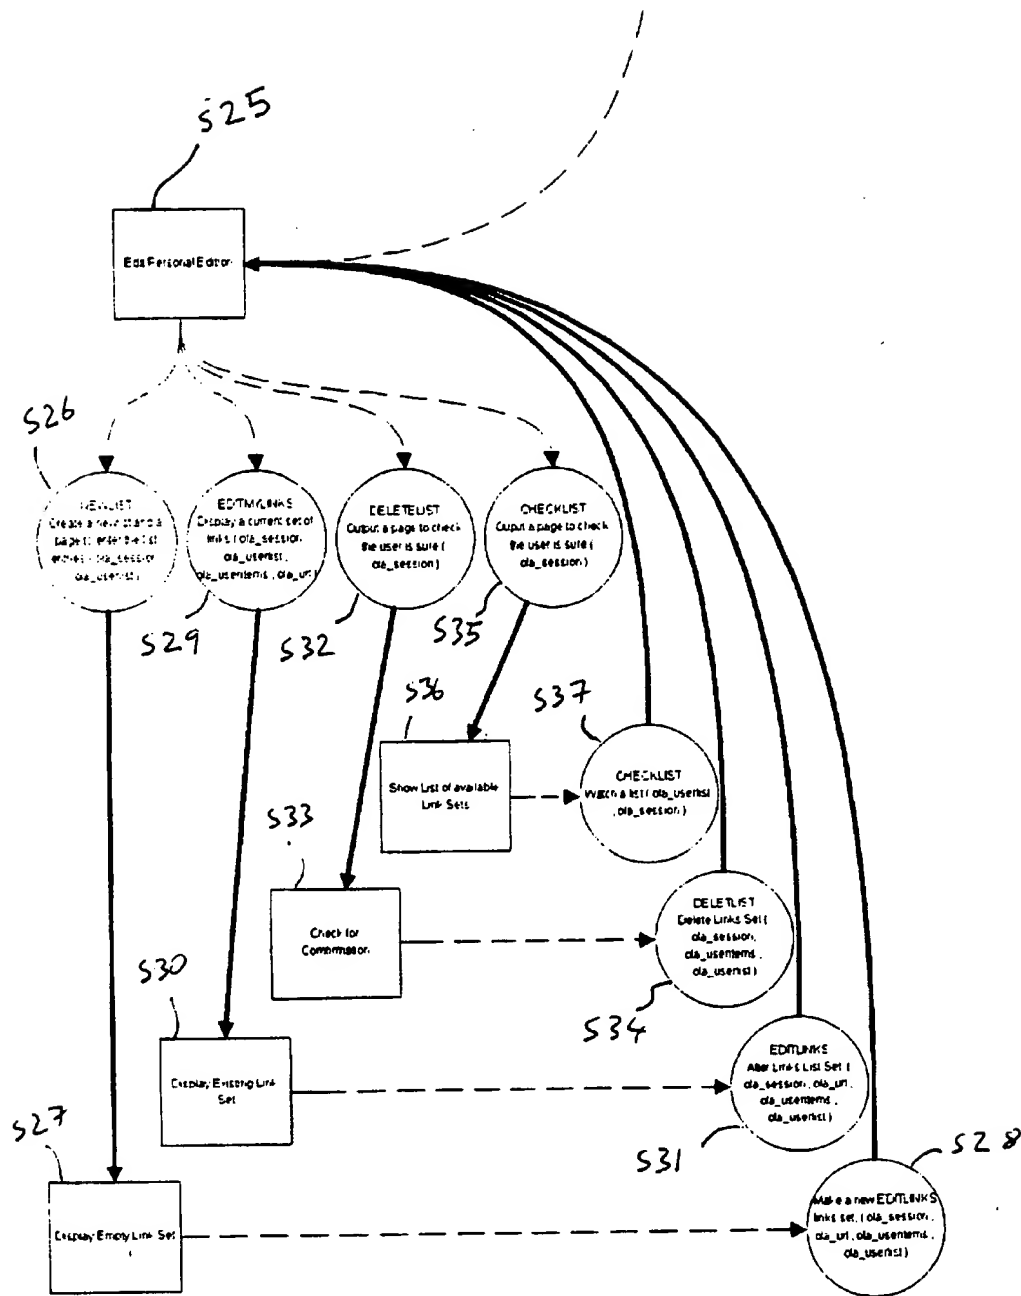 S25
Edit Personal Edition
S26
NEWLIST
Create a new list and a
page to enter the list
entries ( ola_session
ola_userlist )
EDITMYLINKS
Display a current set of
links ( ola_session,
ola_userlist,
ola_useritems, ola_url )
DELETELIST
Output a page to check
the user is sure (
ola_session )
CHECKLIST
Output a page to check
the user is sure (
ola_session )
S29
S32
S35
S36
S37
Show List of available
Link Sets
CHECKLIST
Watch a list ( ola_userlist
, ola_session )
S33
Check for
Confirmation
DELETLIST
Delete Links Set (
ola_session,
ola_useritems,
ola_userlist )
S34
S30
Display Existing Link
Set
EDITLINKS
Alter Links List Set (
ola_session, ola_url,
ola_useritems,
ola_userlist )
S31
S27
Display Empty Link Set
S28
Make a new EDITLINKS
links set, ( ola_session,
ola_url, ola_useritems,
ola_userlist )